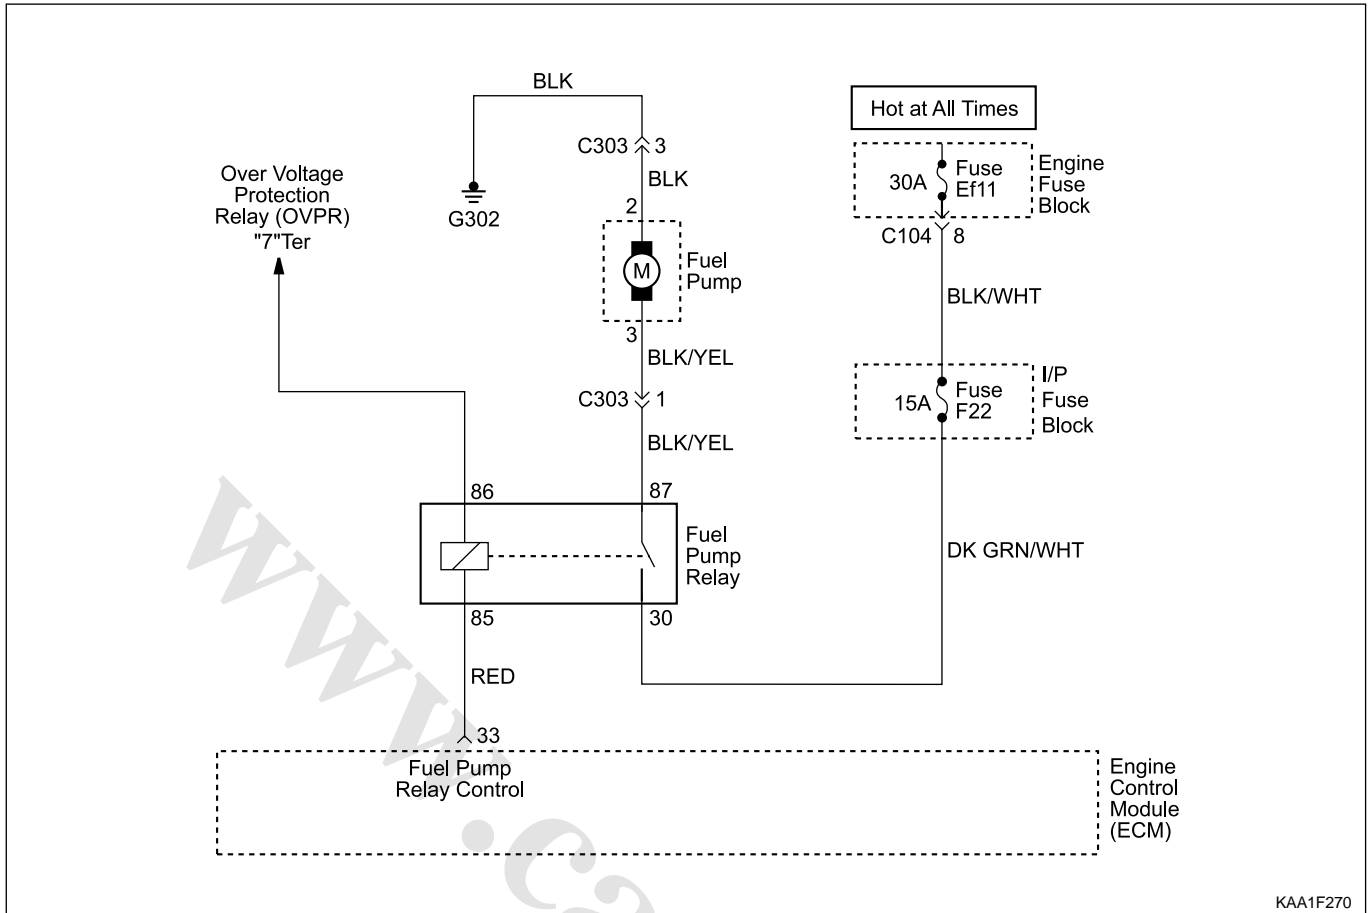 BLK
Hot at All Times
C303
3
BLK
Over Voltage
Protection
Relay (OVPR)
"7"Ter
G302
2
M
Fuel
Pump
3
BLK/YEL
C303
1
BLK/YEL
30A
Fuse
Ef11
Engine
Fuse
Block
C104
8
BLK/WHT
15A
Fuse
F22
I/P
Fuse
Block
DK GRN/WHT
86
87
Fuel
Pump
Relay
85
30
RED
33
Fuel Pump
Relay Control
Engine
Control
Module
(ECM)
www.ca
KAA1F270